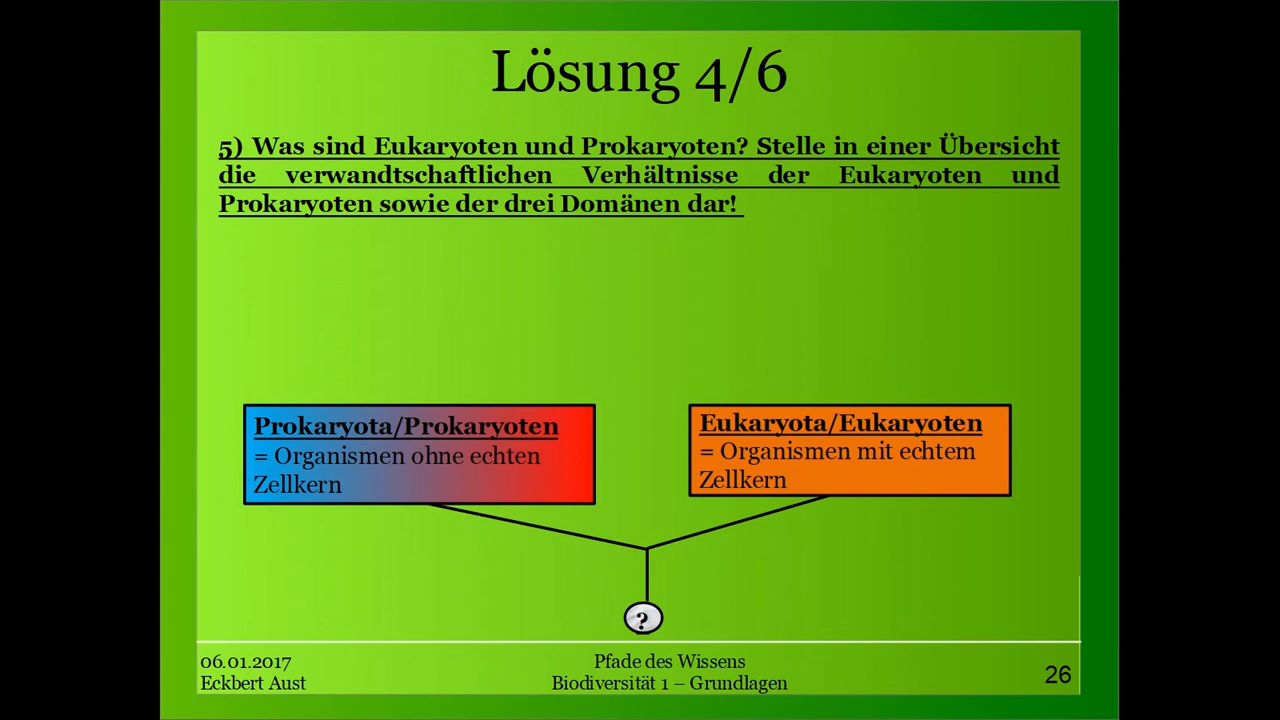 Lösung 4/6
5) Was sind Eukaryoten und Prokaryoten? Stelle in einer Übersicht
die verwandtschaftlichen Verhältnisse der Eukaryoten und
Prokaryoten sowie der drei Domänen dar!
Prokaryota/Prokaryoten
= Organismen ohne echten
Zellkern
Eukaryota/Eukaryoten
= Organismen mit echtem
Zellkern
?
06.01.2017
Eckbert Aust
Pfade des Wissens
Biodiversität 1 – Grundlagen
26